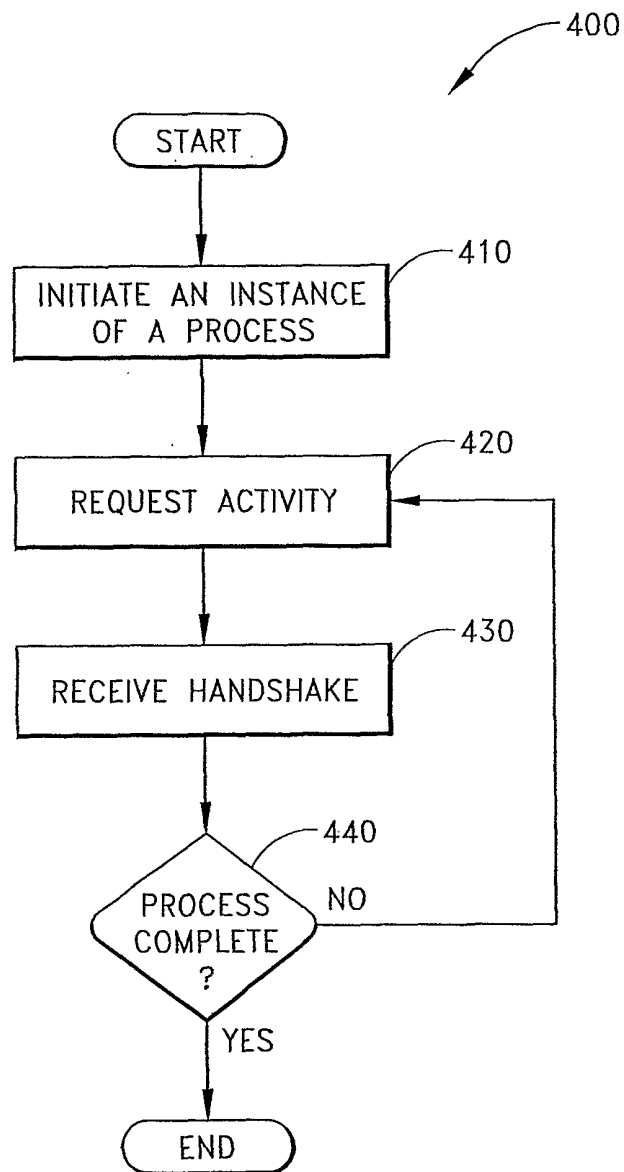 400
START
410
INITIATE AN INSTANCE
OF A PROCESS
420
REQUEST ACTIVITY
430
RECEIVE HANDSHAKE
440
PROCESS
COMPLETE
?
NO
YES
END